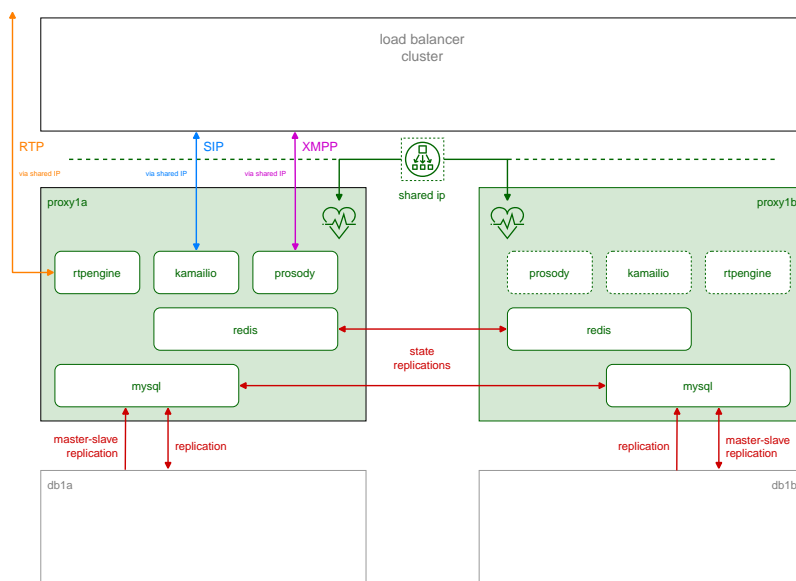 load balancer
cluster
RTP
SIP
XMPP
via shared IP
via shared IP
via shared IP
shared ip
proxy1a
proxy1b
rtpengine
kamailio
prosody
prosody
kamailio
rtpengine
redis
redis
state
replications
mysql
mysql
master-slave
replication
replication
replication
master-slave
replication
db1a
db1b